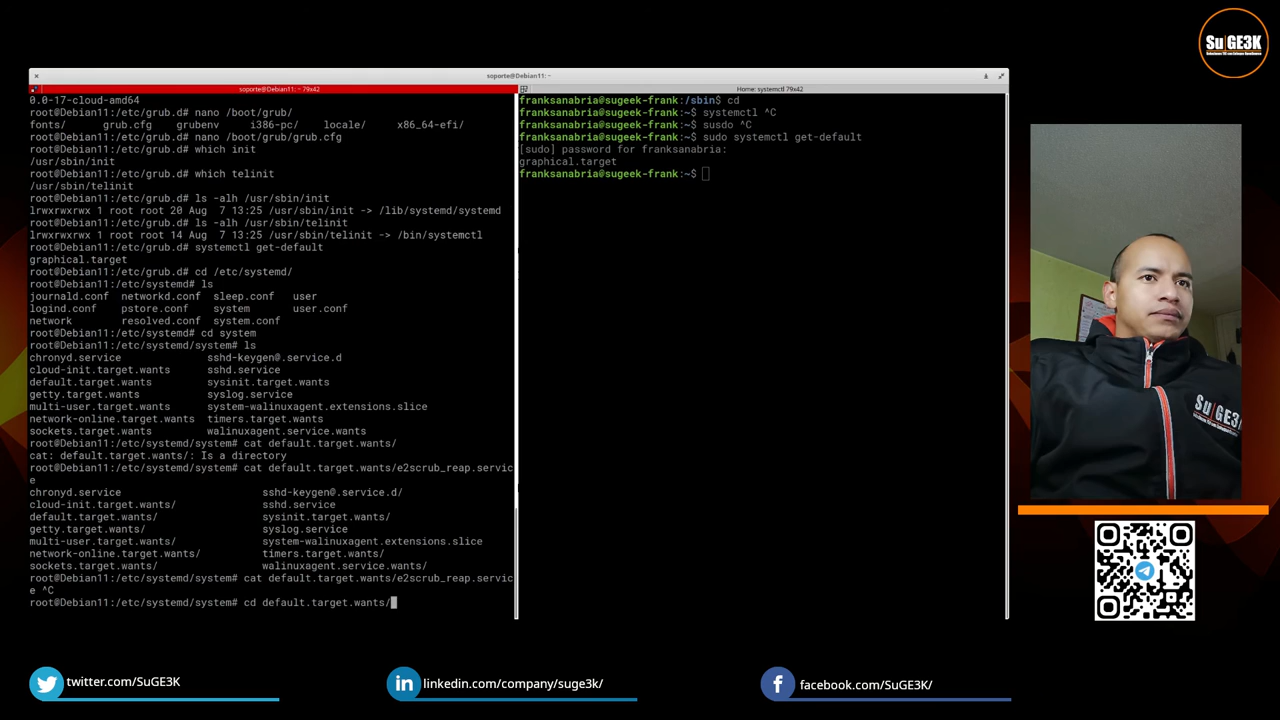 Su|GE3K
Soluciones TIC con Enfoque OpenSource
soporte@Debian11: ~
soporte@Debian11: ~ 79x42
Home: systemctl 79x42
0.0-17-cloud-amd64
root@Debian11:/etc/grub.d# nano /boot/grub/
fonts/ grub.cfg grubenv i386-pc/ locale/ x86_64-efi/
root@Debian11:/etc/grub.d# nano /boot/grub/grub.cfg
root@Debian11:/etc/grub.d# which init
/usr/sbin/init
root@Debian11:/etc/grub.d# which telinit
/usr/sbin/telinit
root@Debian11:/etc/grub.d# ls -alh /usr/sbin/init
lrwxrwxrwx 1 root root 20 Aug 7 13:25 /usr/sbin/init -> /lib/systemd/systemd
root@Debian11:/etc/grub.d# ls -alh /usr/sbin/telinit
lrwxrwxrwx 1 root root 14 Aug 7 13:25 /usr/sbin/telinit -> /bin/systemctl
root@Debian11:/etc/grub.d# systemctl get-default
graphical.target
root@Debian11:/etc/grub.d# cd /etc/systemd/
root@Debian11:/etc/systemd# ls
journald.conf networkd.conf sleep.conf user
logind.conf pstore.conf system user.conf
network resolved.conf system.conf
root@Debian11:/etc/systemd# cd system
root@Debian11:/etc/systemd/system# ls
chronyd.service sshd-keygen@.service.d
cloud-init.target.wants sshd.service
default.target.wants sysinit.target.wants
getty.target.wants syslog.service
multi-user.target.wants system-walinuxagent.extensions.slice
network-online.target.wants timers.target.wants
sockets.target.wants walinuxagent.service.wants
root@Debian11:/etc/systemd/system# cat default.target.wants/
cat: default.target.wants/: Is a directory
root@Debian11:/etc/systemd/system# cat default.target.wants/e2scrub_reap.servic
e
chronyd.service sshd-keygen@.service.d/
cloud-init.target.wants/ sshd.service
default.target.wants/ sysinit.target.wants/
getty.target.wants/ syslog.service
multi-user.target.wants/ system-walinuxagent.extensions.slice
network-online.target.wants/ timers.target.wants/
sockets.target.wants/ walinuxagent.service.wants/
root@Debian11:/etc/systemd/system# cat default.target.wants/e2scrub_reap.servic
e ^C
root@Debian11:/etc/systemd/system# cd default.target.wants/
franksanabria@sugeek-frank:/sbin$ cd
franksanabria@sugeek-frank:~$ systemctl ^C
franksanabria@sugeek-frank:~$ susdo ^C
franksanabria@sugeek-frank:~$ sudo systemctl get-default
[sudo] password for franksanabria:
graphical.target
franksanabria@sugeek-frank:~$
Su|GE3K
twitter.com/SuGE3K
linkedin.com/company/suge3k/
facebook.com/SuGE3K/